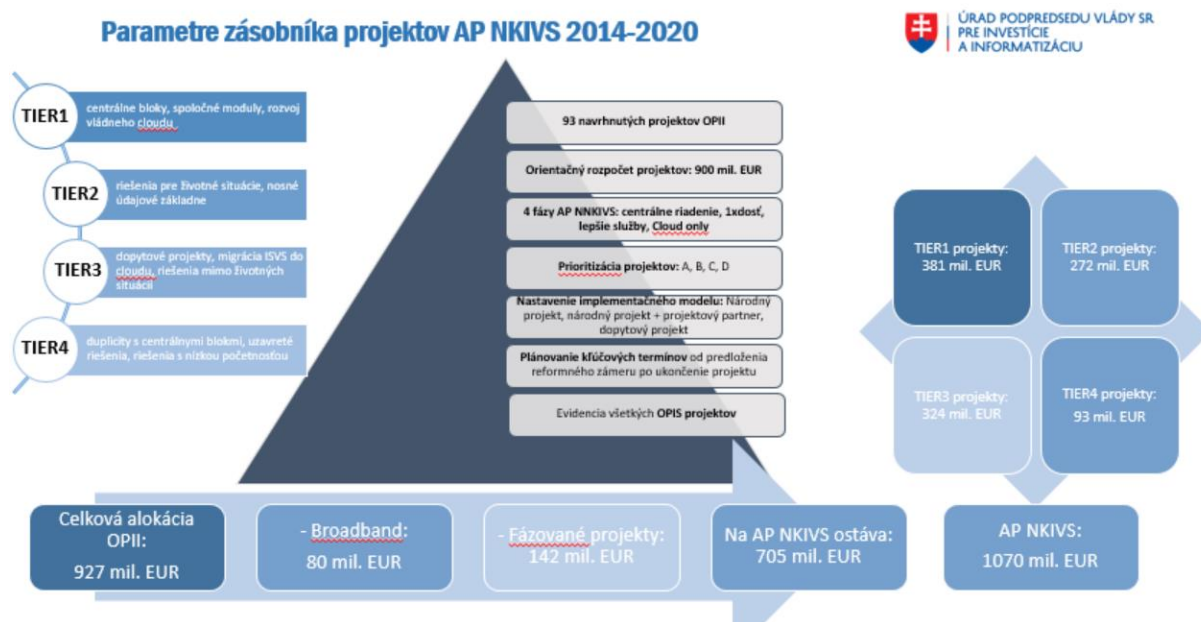 Parametre zásobníka projektov AP NKIVS 2014-2020
ÚRAD PODPREDSEDU VLÁDY SR
PRE INVESTÍCIE
A INFORMATIZÁCIU
TIER1
centrálne bloky, spoločné moduly, rozvoj
vládneho cloudu
TIER2
riešenia pre životné situácie, nosné
údajové základne
TIER3
dopytové projekty, migrácia ISVS do
cloudu, riešenia mimo životných
situácií
TIER4
duplicity s centrálnymi blokmi, uzavreté
riešenia, riešenia s nízkou početnosťou
93 navrhnutých projektov OPII
Orientačný rozpočet projektov: 900 mil. EUR
4 fázy AP NNKIVS: centrálne riadenie, 1xdosť,
lepšie služby, Cloud only
Prioritizácia projektov: A, B, C, D
Nastavenie implementačného modelu: Národný
projekt, národný projekt + projektový partner,
dopytový projekt
Plánovanie kľúčových termínov od predloženia
reformného zámeru po ukončenie projektu
Evidencia všetkých OPIS projektov
TIER1 projekty:
381 mil. EUR
TIER2 projekty:
272 mil. EUR
TIER3 projekty:
324 mil. EUR
TIER4 projekty:
93 mil. EUR
Celková alokácia
OPII:
927 mil. EUR
- Broadband:
80 mil. EUR
- Fázované projekty:
142 mil. EUR
Na AP NKIVS ostáva:
705 mil. EUR
AP NKIVS:
1070 mil. EUR